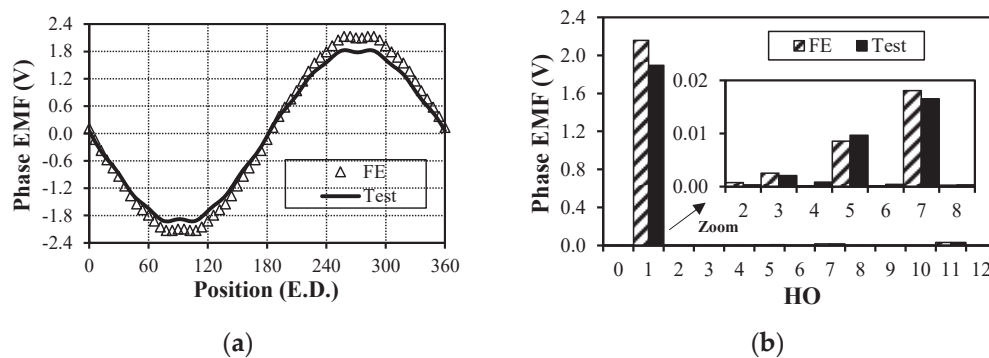 2.4
1.8
1.2
0.6
0.0
-0.6
-1.2
-1.8
-2.4
Phase EMF (V)
FE
Test
0 60 120 180 240 300 360
Position (E.D.)
(a)
2.4
2.0
1.6
1.2
0.8
0.4
0.0
Phase EMF (V)
FE Test
0.02
0.01
0.00
2 3 4 5 6 7 8
Zoom
0 1 2 3 4 5 6 7 8 9 10 11 12
HO
(b)